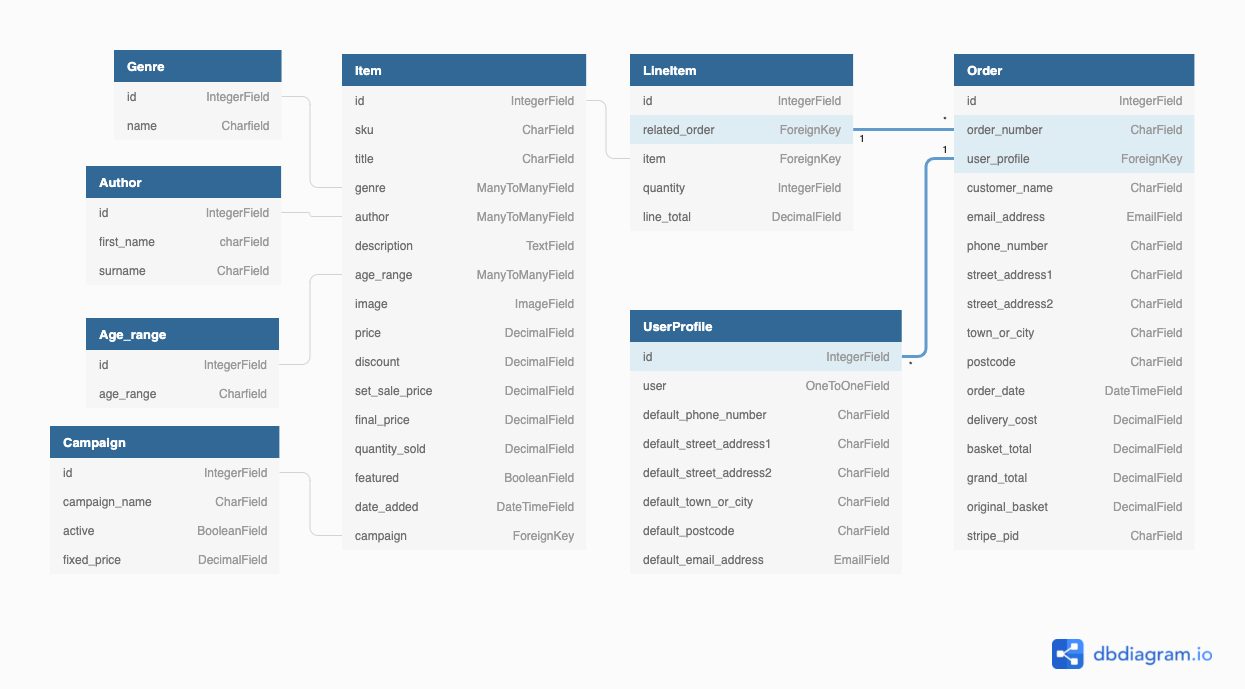 Genre
id IntegerField
name Charfield
Author
id IntegerField
first_name charField
surname CharField
Age_range
id IntegerField
age_range Charfield
Campaign
id IntegerField
campaign_name CharField
active BooleanField
fixed_price DecimalField
Item
id IntegerField
sku CharField
title CharField
genre ManyToManyField
author ManyToManyField
description TextField
age_range ManyToManyField
image ImageField
price DecimalField
discount DecimalField
set_sale_price DecimalField
final_price DecimalField
quantity_sold DecimalField
featured BooleanField
date_added DateTimeField
campaign ForeignKey
LineItem
id IntegerField
related_order ForeignKey
item ForeignKey
quantity IntegerField
line_total DecimalField
1
*
1
*
UserProfile
id IntegerField
user OneToOneField
default_phone_number CharField
default_street_address1 CharField
default_street_address2 CharField
default_town_or_city CharField
default_postcode CharField
default_email_address EmailField
Order
id IntegerField
order_number CharField
user_profile ForeignKey
customer_name CharField
email_address EmailField
phone_number CharField
street_address1 CharField
street_address2 CharField
town_or_city CharField
postcode CharField
order_date DateTimeField
delivery_cost DecimalField
basket_total DecimalField
grand_total DecimalField
original_basket DecimalField
stripe_pid CharField
dbdiagram.io